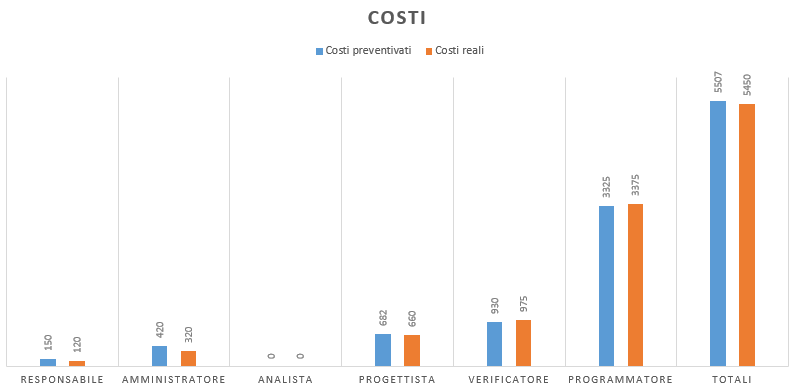 COSTI
Costi preventivati Costi reali
150 120 420 320 0 0 682 660 930 975 3325 3375 5507 5450
RESPONSABILE AMMINISTRATORE ANALISTA PROGETTISTA VERIFICATORE PROGRAMMATORE TOTALI